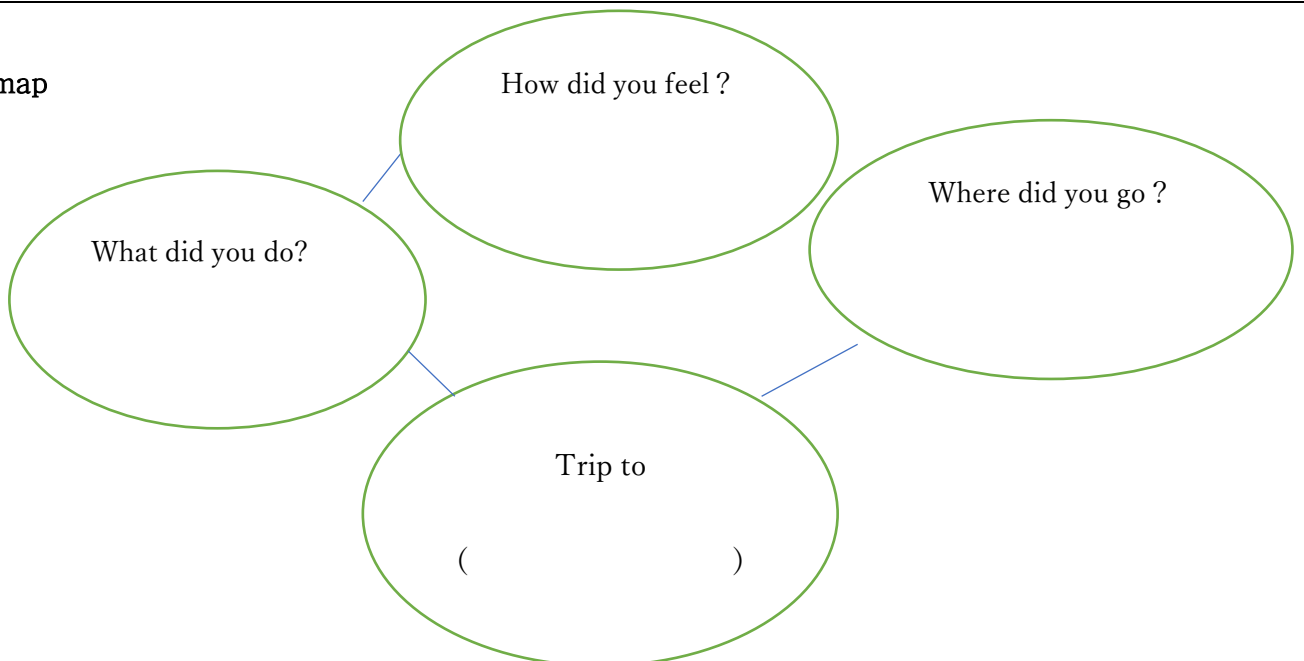 map
How did you feel？
Where did you go？
What did you do?
Trip to
(                    )